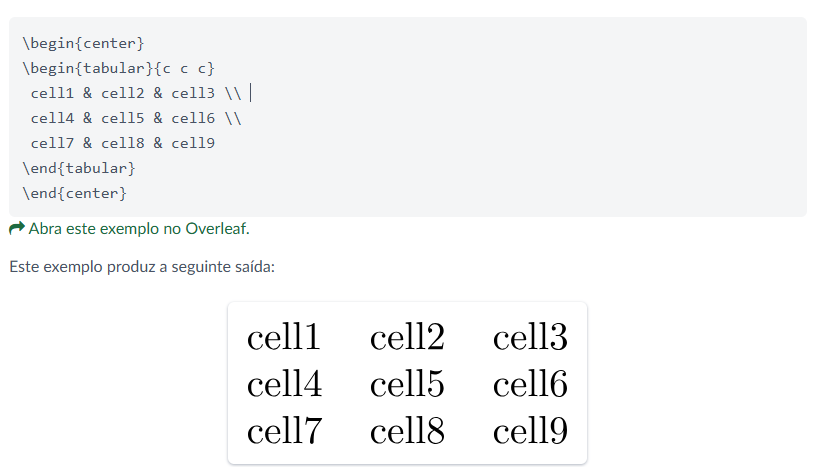 \begin{center}
\begin{tabular}{c c c}
 cell1 & cell2 & cell3 \\
 cell4 & cell5 & cell6 \\
 cell7 & cell8 & cell9
\end{tabular}
\end{center}
Abra este exemplo no Overleaf.
Este exemplo produz a seguinte saída:
cell1 cell2 cell3
cell4 cell5 cell6
cell7 cell8 cell9